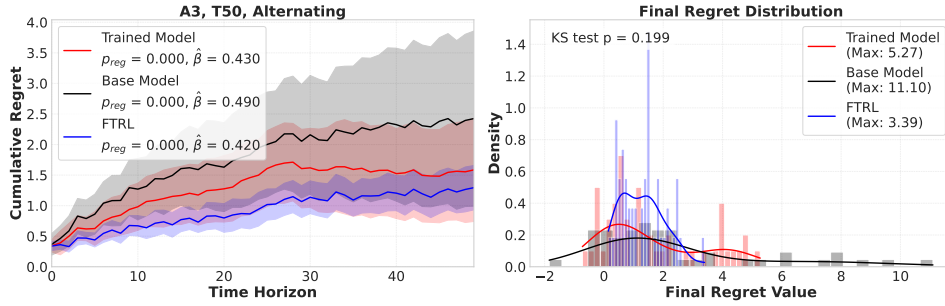 A3, T50, Alternating
Cumulative Regret
4.0
3.5
3.0
2.5
2.0
1.5
1.0
0.5
0.0
Trained Model
p_reg = 0.000, β̂ = 0.430
Base Model
p_reg = 0.000, β̂ = 0.490
FTRL
p_reg = 0.000, β̂ = 0.420
0 10 20 30 40
Time Horizon
Final Regret Distribution
Density
1.4
1.2
1.0
0.8
0.6
0.4
0.2
0.0
KS test p = 0.199
Trained Model
(Max: 5.27)
Base Model
(Max: 11.10)
FTRL
(Max: 3.39)
−2 0 2 4 6 8 10
Final Regret Value